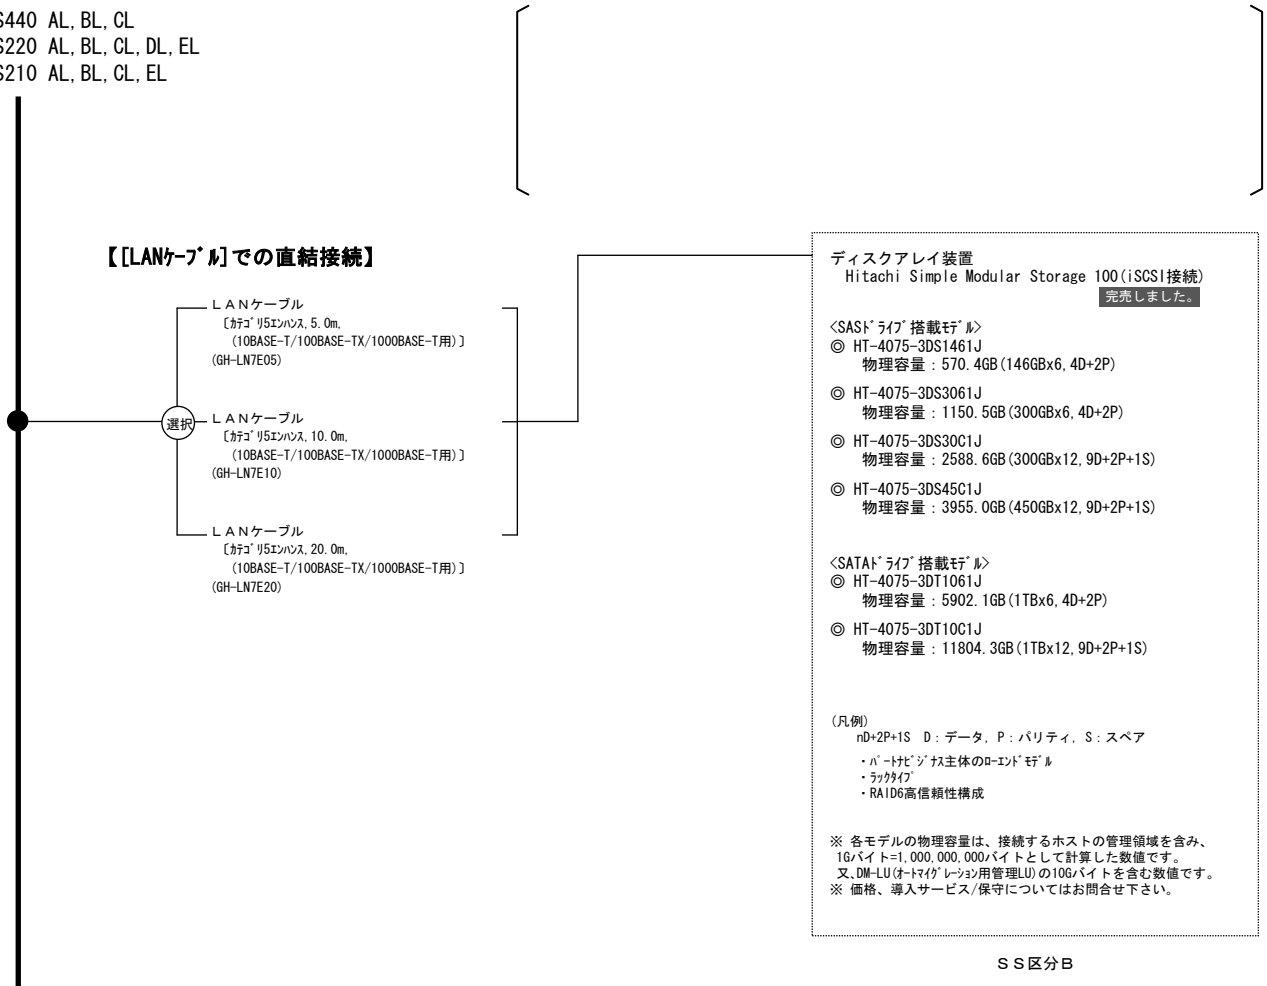 S440 AL,BL,CL
S220 AL,BL,CL,DL,EL
S210 AL,BL,CL,EL
【[LANｹｰﾌﾞﾙ]での直結接続】
ＬＡＮケーブル
〔ｶﾃｺﾞﾘ5ｴﾝﾊﾝｽ,5.0m,
(10BASE-T/100BASE-TX/1000BASE-T用)〕
(GH-LN7E05)
選択
ＬＡＮケーブル
〔ｶﾃｺﾞﾘ5ｴﾝﾊﾝｽ,10.0m,
(10BASE-T/100BASE-TX/1000BASE-T用)〕
(GH-LN7E10)
ＬＡＮケーブル
〔ｶﾃｺﾞﾘ5ｴﾝﾊﾝｽ,20.0m,
(10BASE-T/100BASE-TX/1000BASE-T用)〕
(GH-LN7E20)
ディスクアレイ装置
Hitachi Simple Modular Storage 100(iSCSI接続)
完売しました。
<SASﾄﾞﾗｲﾌﾞ搭載ﾓﾃﾞﾙ>
◎ HT-4075-3DS1461J
物理容量：570.4GB(146GBx6,4D+2P)
◎ HT-4075-3DS3061J
物理容量：1150.5GB(300GBx6,4D+2P)
◎ HT-4075-3DS30C1J
物理容量：2588.6GB(300GBx12,9D+2P+1S)
◎ HT-4075-3DS45C1J
物理容量：3955.0GB(450GBx12,9D+2P+1S)
<SATAﾄﾞﾗｲﾌﾞ搭載ﾓﾃﾞﾙ>
◎ HT-4075-3DT1061J
物理容量：5902.1GB(1TBx6,4D+2P)
◎ HT-4075-3DT10C1J
物理容量：11804.3GB(1TBx12,9D+2P+1S)
(凡例)
nD+2P+1S D：データ, P：パリティ, S：スペア
・ﾊﾟｰﾄﾅﾋﾞｼﾞﾅｽ主体のﾛｰｴﾝﾄﾞﾓﾃﾞﾙ
・ﾗｯｸﾀｲﾌﾟ
・RAID6高信頼性構成
※ 各モデルの物理容量は、接続するホストの管理領域を含み、
1Gバイト=1,000,000,000バイトとして計算した数値です。
又、DM-LU(ｵｰﾄﾏｲｸﾞﾚｰｼｮﾝ用管理LU)の10Gバイトを含む数値です。
※ 価格、導入サービス/保守についてはお問合せ下さい。
ＳＳ区分Ｂ